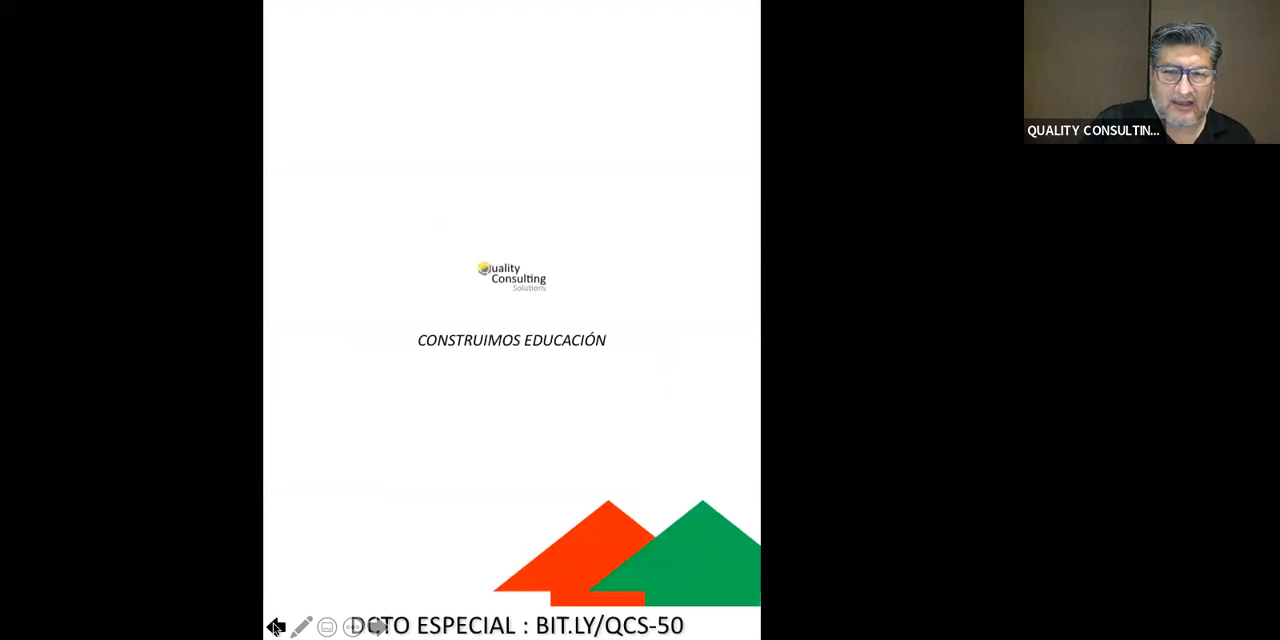 Quality
Consulting
Solutions
CONSTRUIMOS EDUCACIÓN
DCTO ESPECIAL : BIT.LY/QCS-50
QUALITY CONSULTIN...